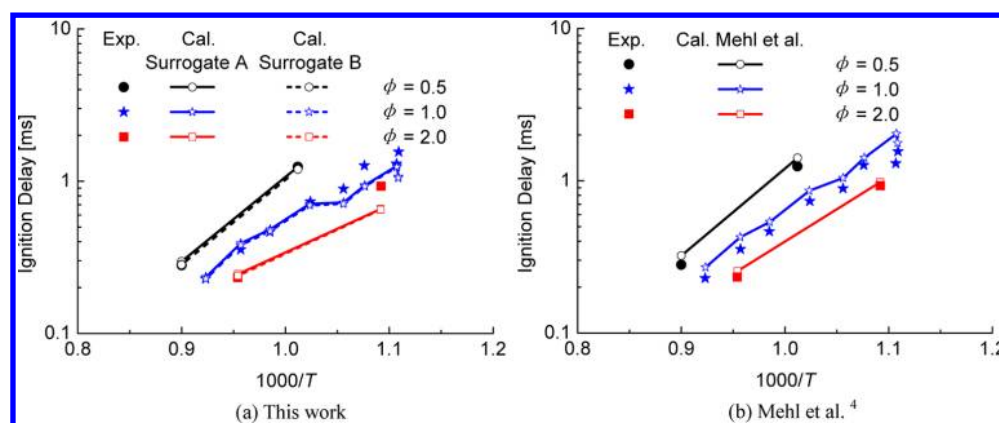 10
Exp.
Cal.
Cal.
Surrogate A
Surrogate B
ϕ = 0.5
ϕ = 1.0
ϕ = 2.0
1
0.1
Ignition Delay [ms]
0.8
0.9
1.0
1.1
1.2
1000/T
(a) This work
10
Exp.
Cal. Mehl et al.
ϕ = 0.5
ϕ = 1.0
ϕ = 2.0
1
0.1
Ignition Delay [ms]
0.8
0.9
1.0
1.1
1.2
1000/T
(b) Mehl et al. 4